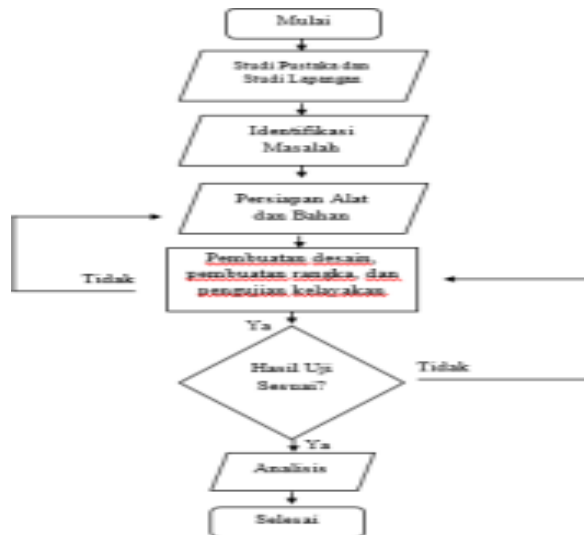 Mulai
Studi Pustaka dan
Studi Lapangan
Identifikasi
Masalah
Persiapan Alat
dan Bahan
Pembuatan desain,
pembuatan rangka, dan
pengujian kelayakan
Tidak
Ya
Hasil Uji
Sesuai?
Tidak
Ya
Analisis
Selesai